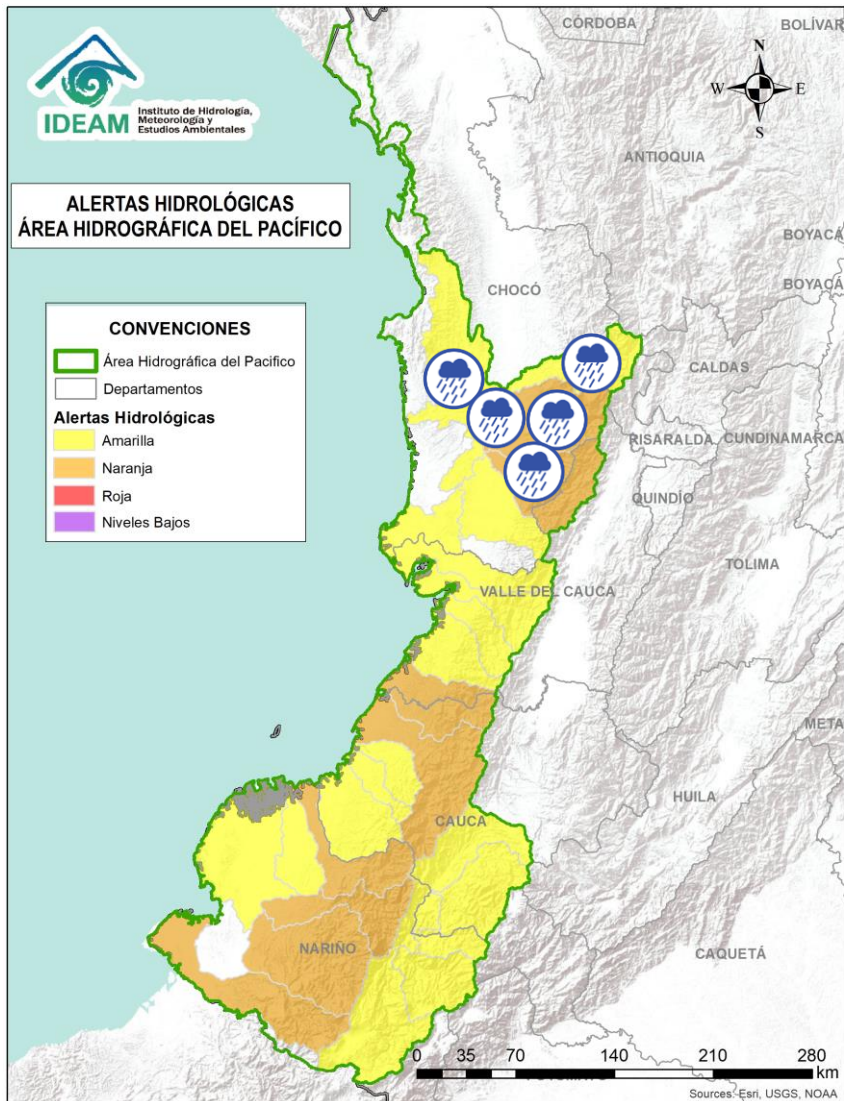 CÓRDOBA
BOLÍVAR
N
W E
S
IDEAM
Instituto de Hidrología,
Meteorología y
Estudios Ambientales
ANTIOQUIA
ALERTAS HIDROLÓGICAS
ÁREA HIDROGRÁFICA DEL PACÍFICO
BOYACÁ
BOYACÁ
CHOCÓ
CONVENCIONES
Área Hidrográfica del Pacifico
Departamentos
Alertas Hidrológicas
Amarilla
Naranja
Roja
Niveles Bajos
CALDAS
RISARALDA
CUNDINAMARCA
QUINDÍO
TOLIMA
VALLE DEL CAUCA
META
HUILA
CAUCA
NARIÑO
CAQUETÁ
0 35 70 140 210 280
km
Sources: Esri, USGS, NOAA